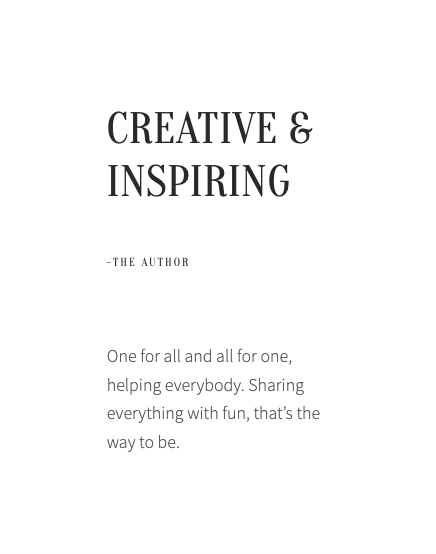 CREATIVE &
INSPIRING
-THE AUTHOR
One for all and all for one,
helping everybody. Sharing
everything with fun, that’s the
way to be.